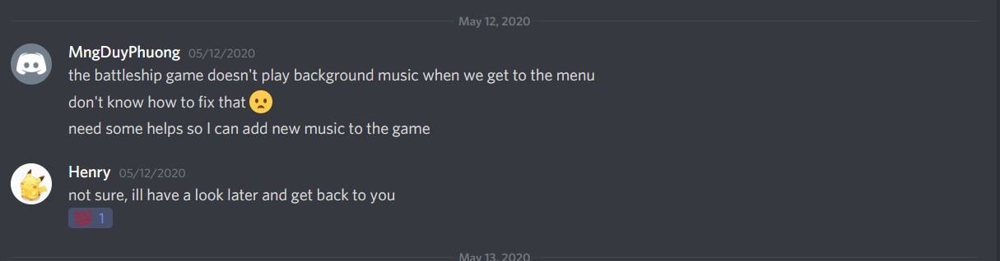 May 12, 2020
MngDuyPhuong 05/12/2020
the battleship game doesn't play background music when we get to the menu
don't know how to fix that
need some helps so I can add new music to the game
Henry 05/12/2020
not sure, ill have a look later and get back to you
💯 1
May 13, 2020